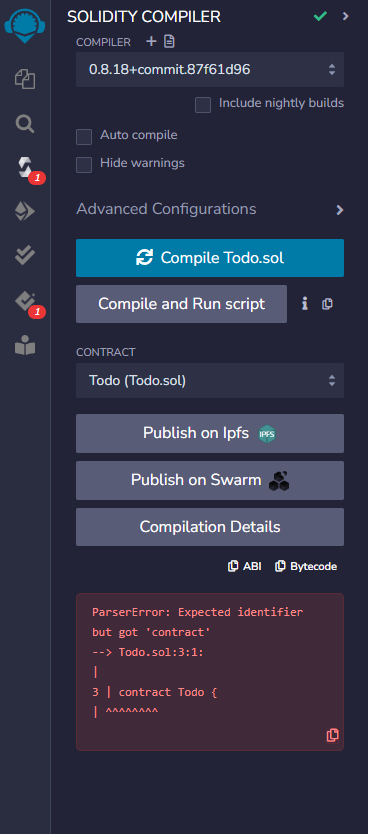 SOLIDITY COMPILER
COMPILER
0.8.18+commit.87f61d96
Include nightly builds
Auto compile
Hide warnings
1
Advanced Configurations
Compile Todo.sol
Compile and Run script
1
CONTRACT
Todo (Todo.sol)
Publish on Ipfs IPFS
Publish on Swarm
Compilation Details
ABI Bytecode
ParserError: Expected identifier
but got 'contract'
--> Todo.sol:3:1:
|
3 | contract Todo {
| ^^^^^^^^